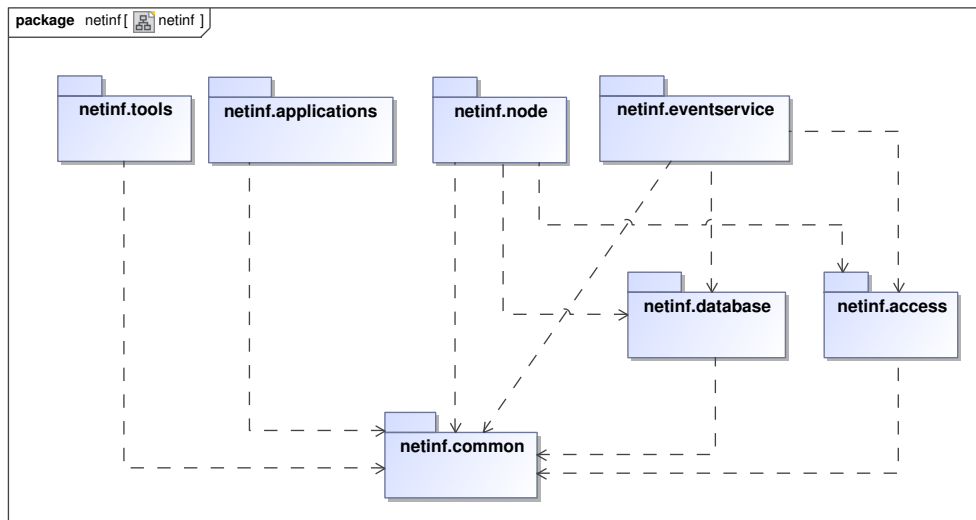 package netinf [ netinf ]
netinf.tools
netinf.applications
netinf.node
netinf.eventservice
netinf.database
netinf.access
netinf.common